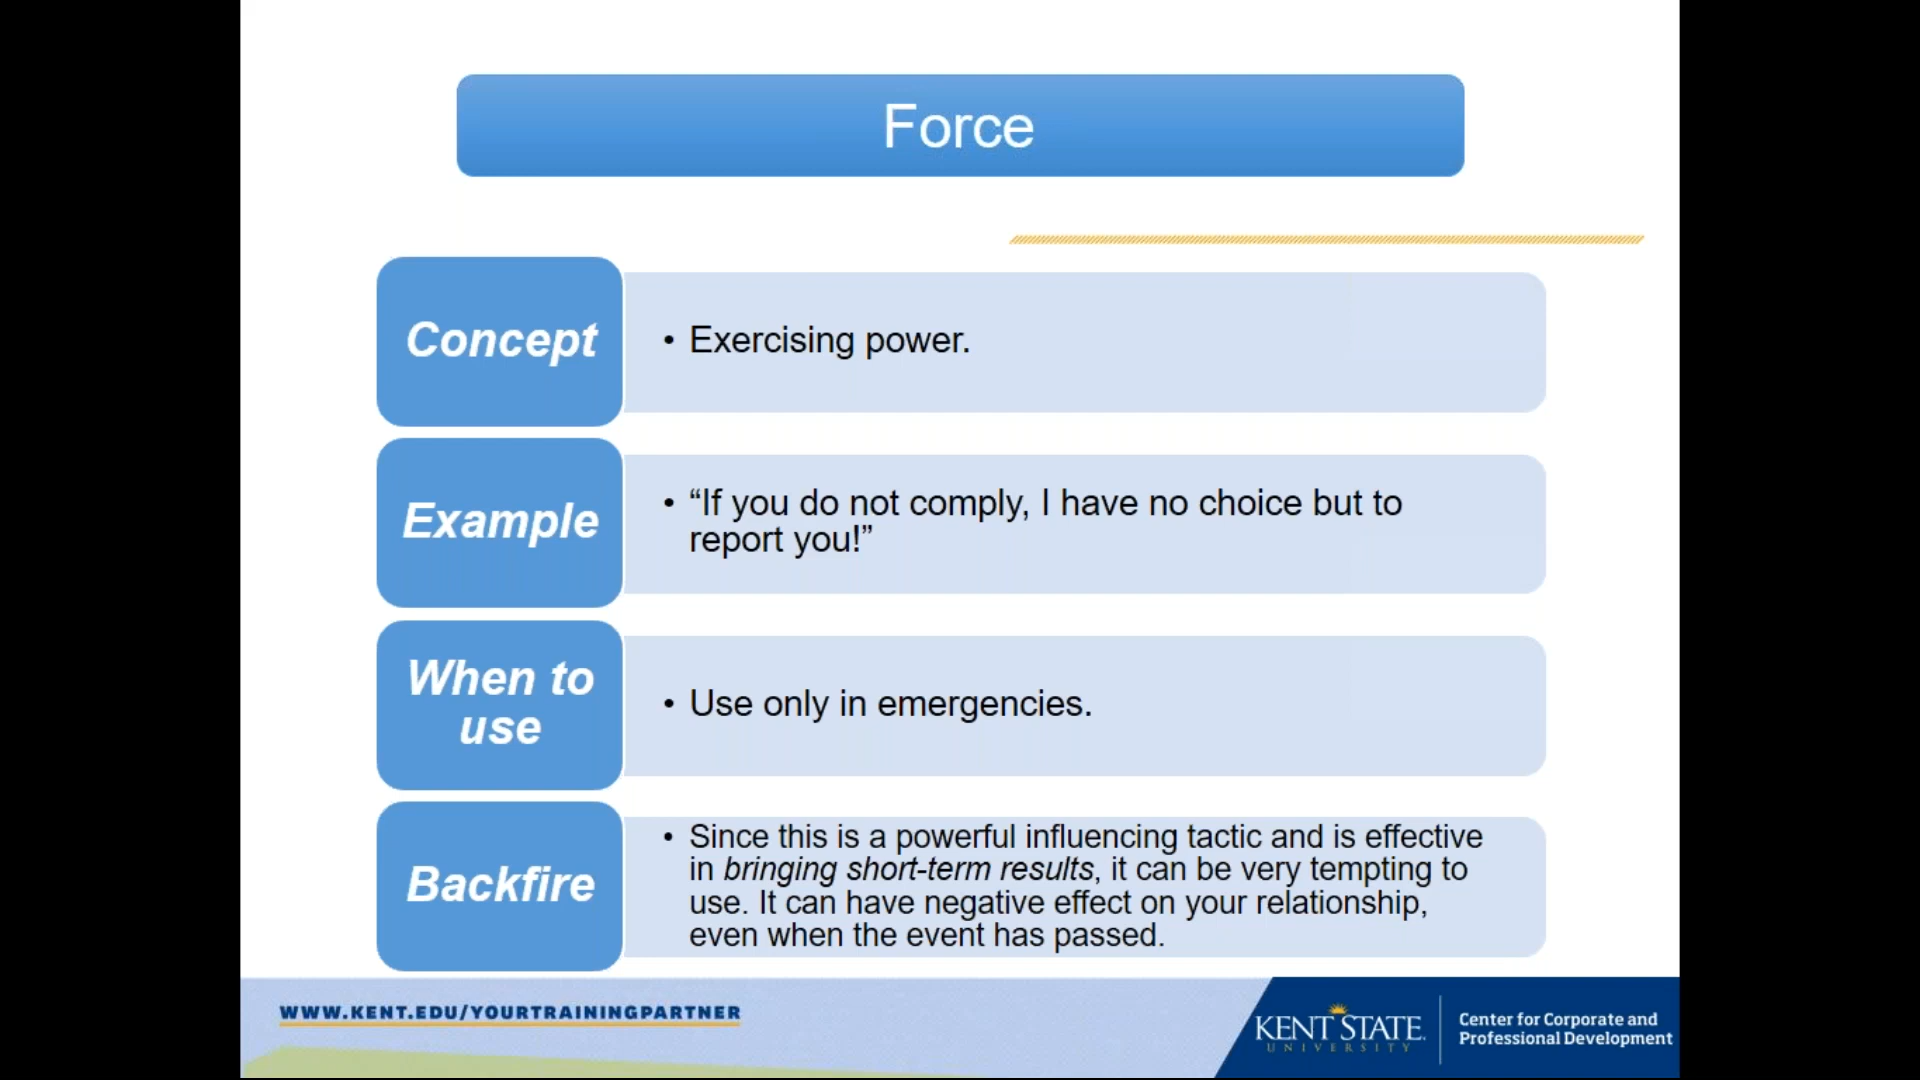 Force
Concept
• Exercising power.
Example
• “If you do not comply, I have no choice but to
report you!”
When to
use
• Use only in emergencies.
Backfire
• Since this is a powerful influencing tactic and is effective
in bringing short-term results, it can be very tempting to
use. It can have negative effect on your relationship,
even when the event has passed.
WWW.KENT.EDU/YOURTRAININGPARTNER
KENT STATE
UNIVERSITY
Center for Corporate and
Professional Development